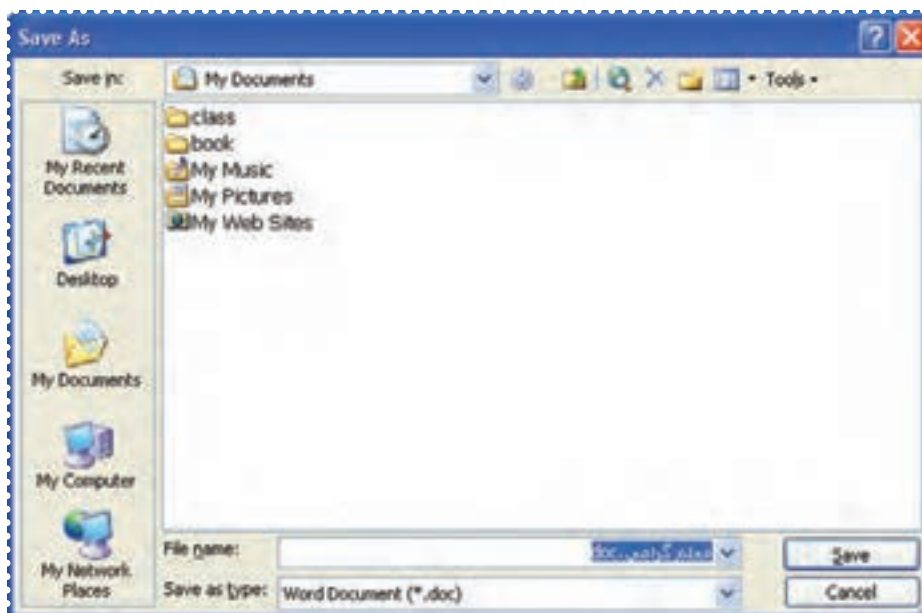 Save As
Save in:
My Documents
Tools
My Recent
Documents
Desktop
My Documents
My Computer
My Network
Places
class
book
My Music
My Pictures
My Web Sites
File name:
.doc
Save
Save as type:
Word Document (*.doc)
Cancel